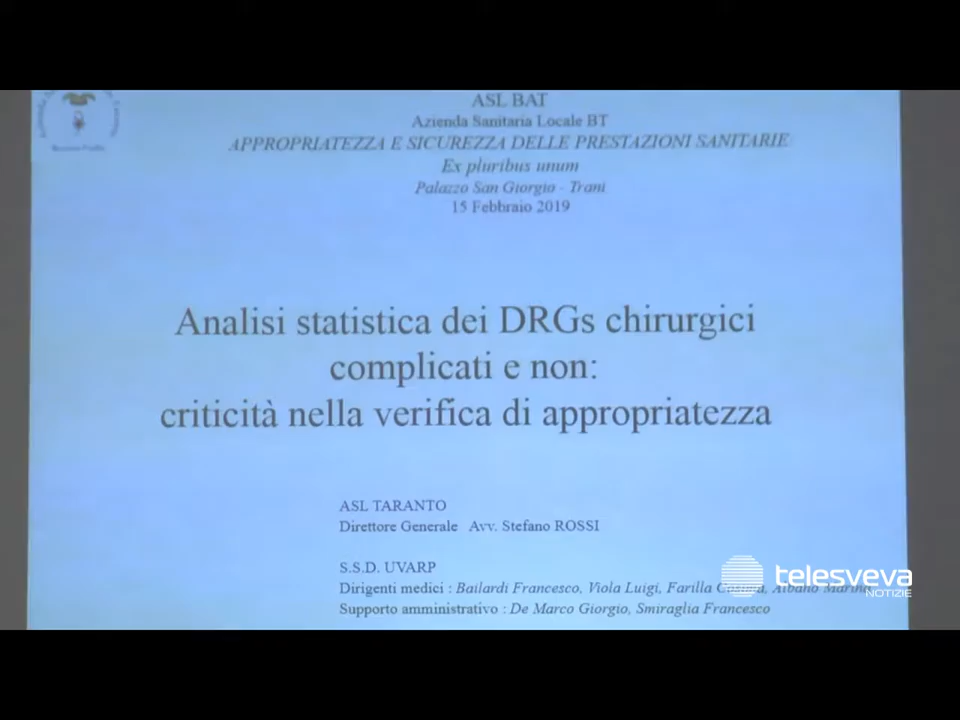 ASL BAT
Azienda Sanitaria Locale BT
APPROPRIATEZZA E SICUREZZA DELLE PRESTAZIONI SANITARIE
Ex pluribus unum
Palazzo San Giorgio - Trani
15 Febbraio 2019
Analisi statistica dei DRGs chirurgici
complicati e non:
criticità nella verifica di appropriatezza
ASL TARANTO
Direttore Generale Avv. Stefano ROSSI
S.S.D. UVARP
Dirigenti medici : Bailardi Francesco, Viola Luigi, Farilla Albano
Supporto amministrativo : De Marco Giorgio, Smiraglia Francesco
telesveva
NOTIZIE